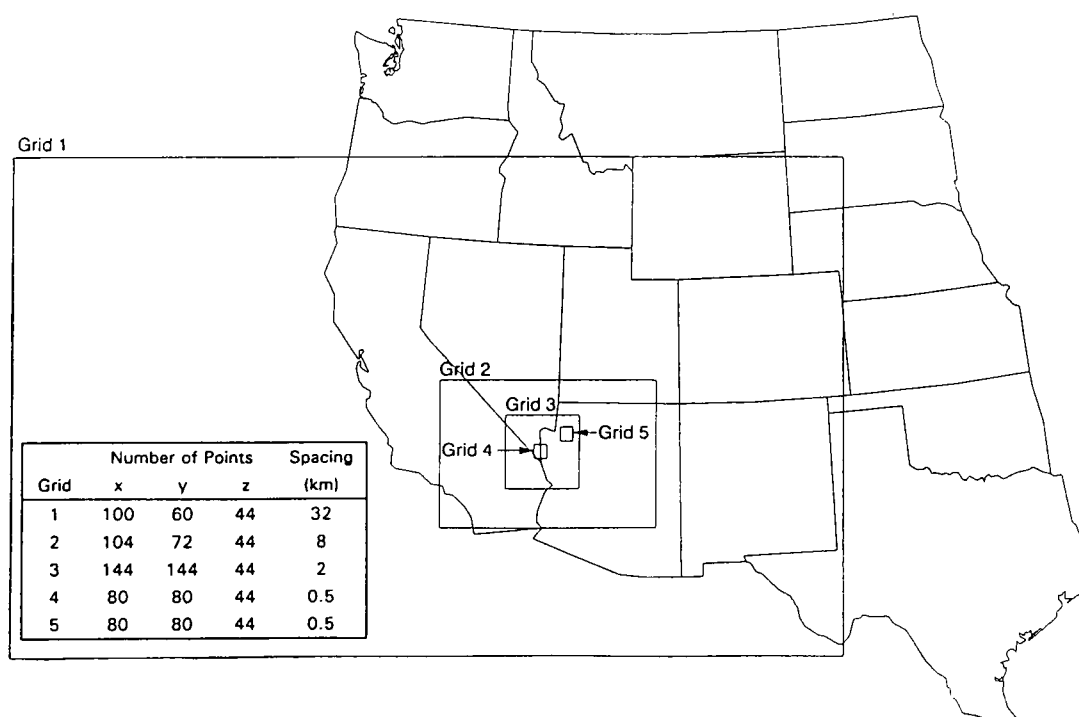 Grid 1
Grid 2
Grid 3
Grid 5
Grid 4
Number of Points Spacing
Grid x y z (km)
1 100 60 44 32
2 104 72 44 8
3 144 144 44 2
4 80 80 44 0.5
5 80 80 44 0.5